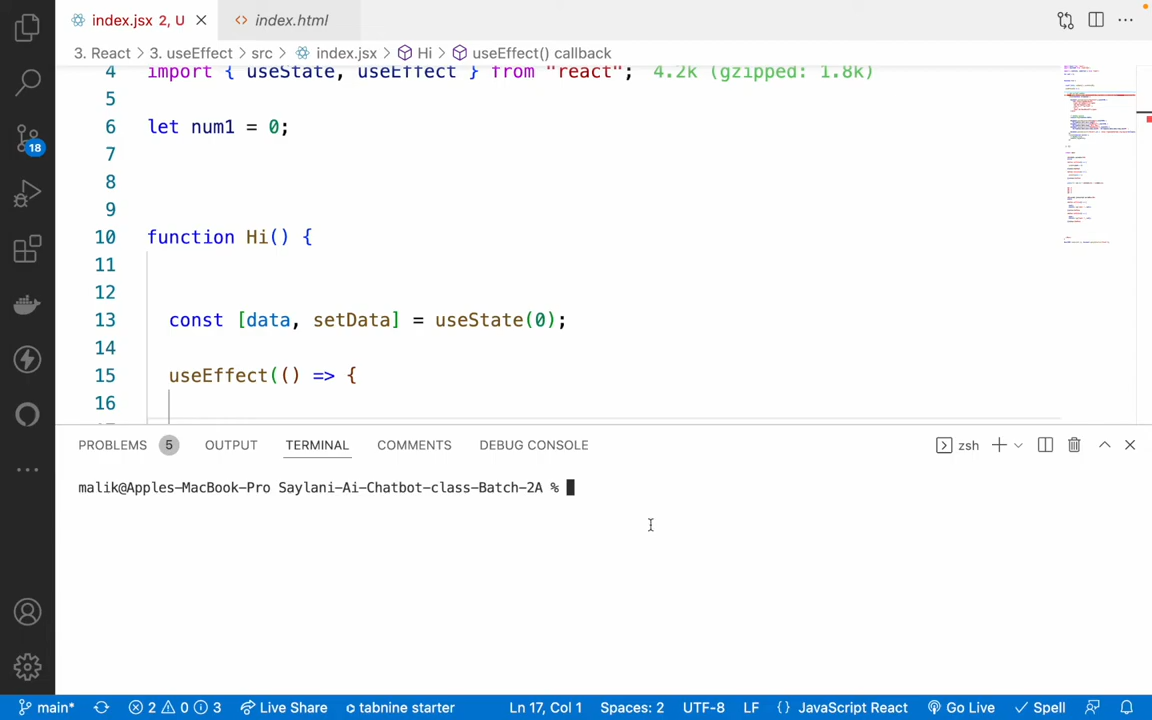 index.jsx 2, U
index.html
3. React > 3. useEffect > src > index.jsx > Hi > useEffect() callback
4 import { useState, useEffect } from "react"; 4.2k (gzipped: 1.8k)
5
6 let num1 = 0;
7
8
9
10 function Hi() {
11
12
13 const [data, setData] = useState(0);
14
15 useEffect(() => {
16
18
PROBLEMS 5 OUTPUT TERMINAL COMMENTS DEBUG CONSOLE zsh
malik@Apples-MacBook-Pro Saylani-Ai-Chatbot-class-Batch-2A %
main* 2 0 3 Live Share tabnine starter Ln 17, Col 1 Spaces: 2 UTF-8 LF {} JavaScript React Go Live Spell